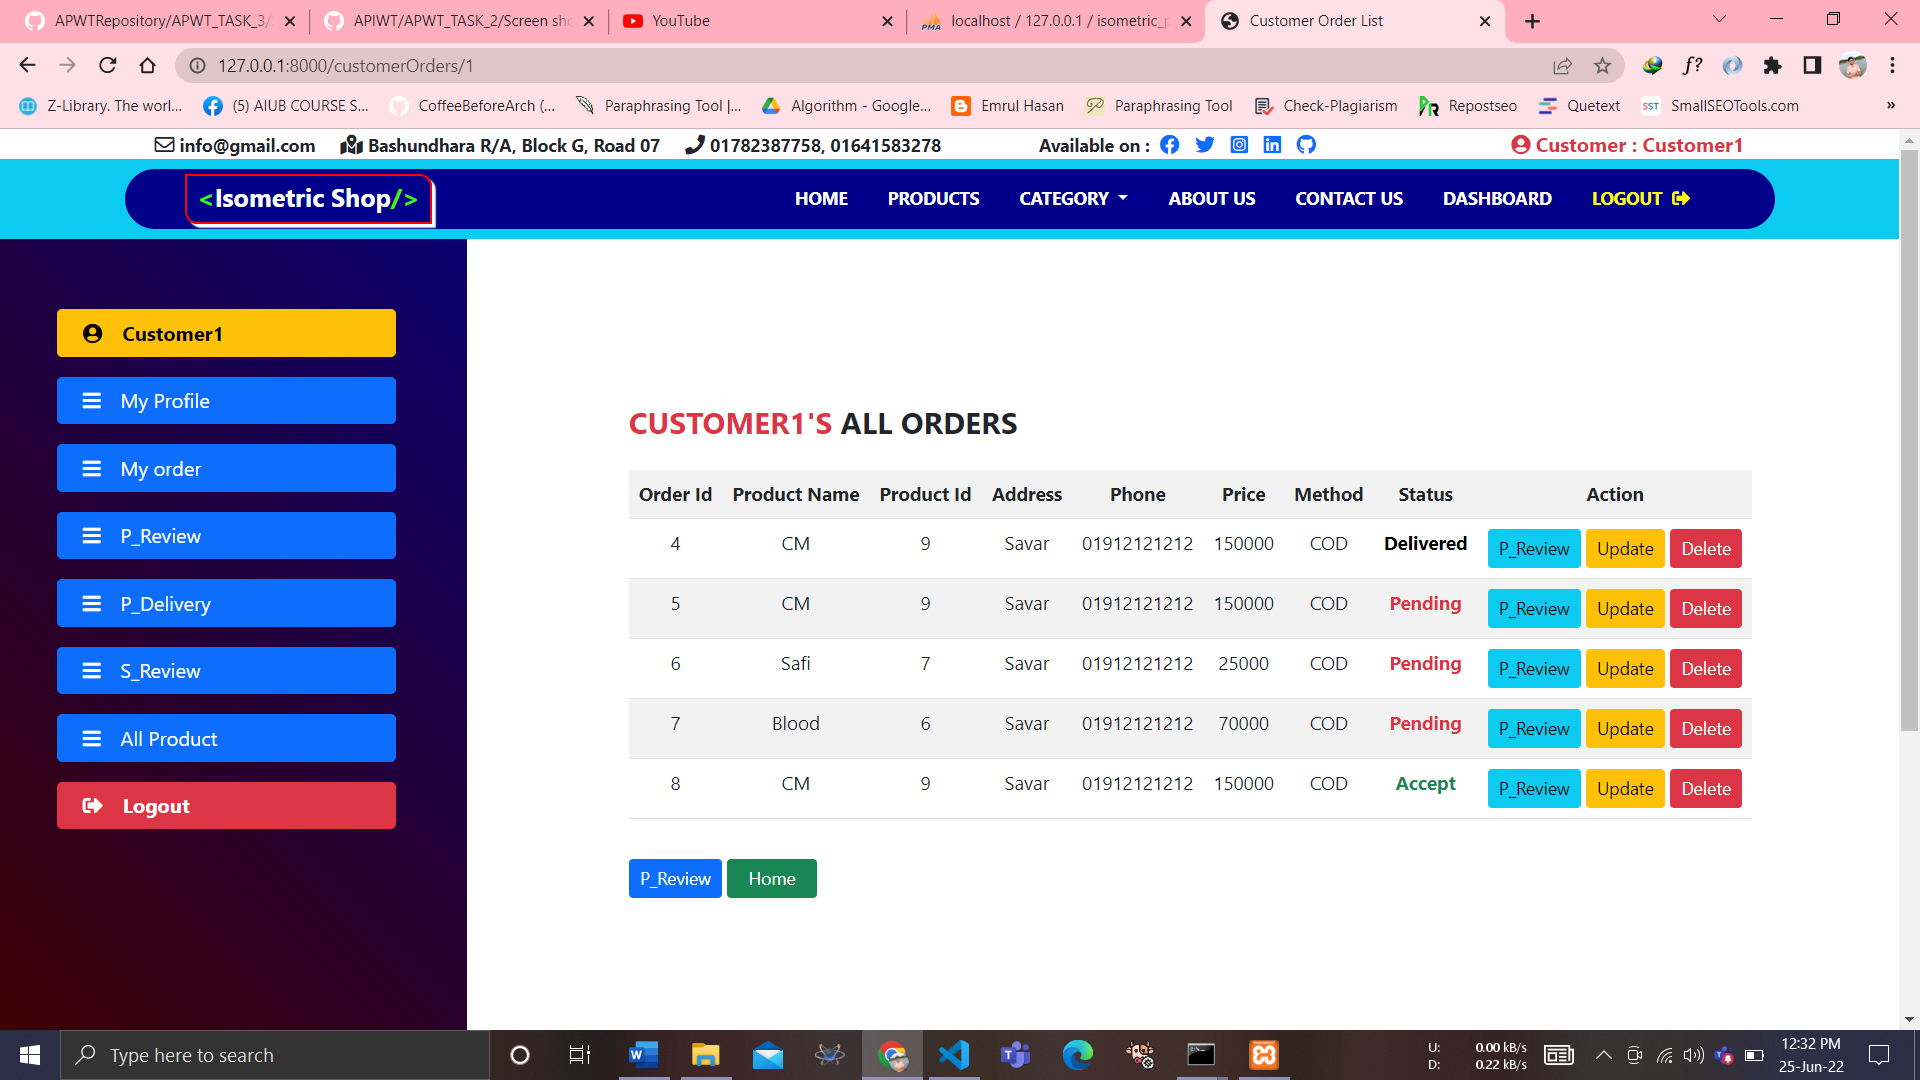 APWTRepository/APWT_TASK_3/
APIWT/APWT_TASK_2/Screen sho
YouTube
localhost / 127.0.0.1 / isometric_p
Customer Order List
127.0.0.1:8000/customerOrders/1
Z-Library. The worl...
(5) AIUB COURSE S...
CoffeeBeforeArch (...
Paraphrasing Tool |...
Algorithm - Google...
Emrul Hasan
Paraphrasing Tool
Check-Plagiarism
Repostseo
Quetext
SST SmallSEOTools.com
»
info@gmail.com Bashundhara R/A, Block G, Road 07 01782387758, 01641583278 Available on : Customer : Customer1
<Isometric Shop/> HOME PRODUCTS CATEGORY ABOUT US CONTACT US DASHBOARD LOGOUT
Customer1
My Profile
My order
P_Review
P_Delivery
S_Review
All Product
Logout
CUSTOMER1'S ALL ORDERS
Order Id Product Name Product Id Address Phone Price Method Status Action
4 CM 9 Savar 01912121212 150000 COD Delivered P_Review Update Delete
5 CM 9 Savar 01912121212 150000 COD Pending P_Review Update Delete
6 Safi 7 Savar 01912121212 25000 COD Pending P_Review Update Delete
7 Blood 6 Savar 01912121212 70000 COD Pending P_Review Update Delete
8 CM 9 Savar 01912121212 150000 COD Accept P_Review Update Delete
P_Review Home
Type here to search
U: 0.00 kB/s
D: 0.22 kB/s
12:32 PM
25-Jun-22